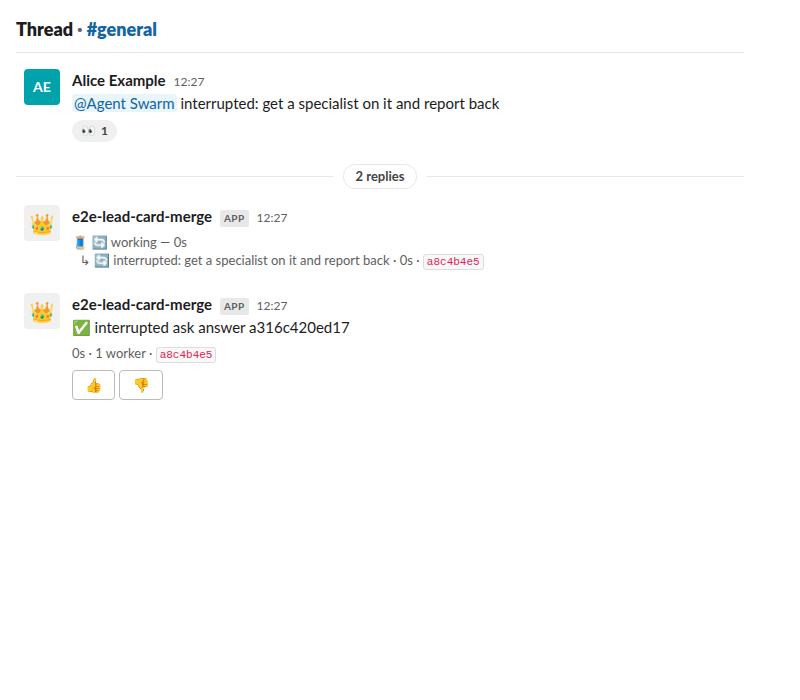 Thread • #general
AE
Alice Example 12:27
@Agent Swarm interrupted: get a specialist on it and report back
👀 1
2 replies
e2e-lead-card-merge APP 12:27
🧵 🔄 working — 0s
↳ 🔄 interrupted: get a specialist on it and report back · 0s · a8c4b4e5
e2e-lead-card-merge APP 12:27
✅ interrupted ask answer a316c420ed17
0s · 1 worker · a8c4b4e5
👍 👎